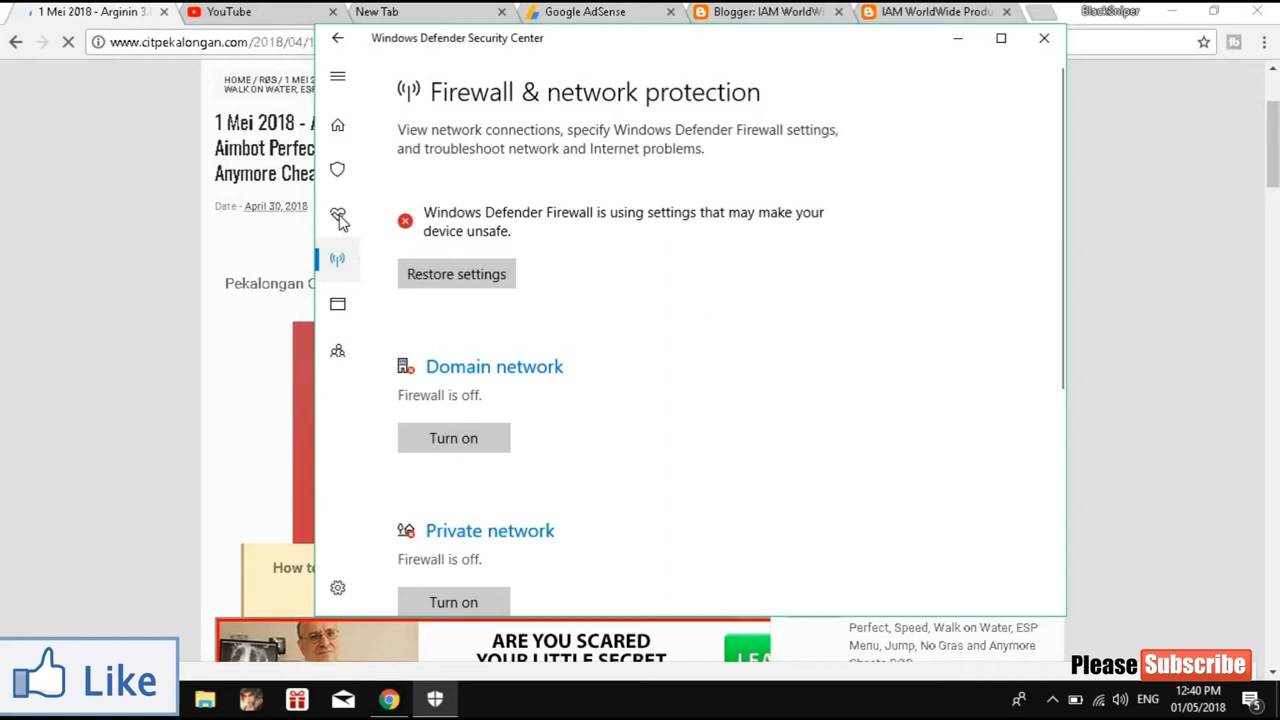 1 Mei 2018 - Arginin 3.
YouTube
New Tab
Google AdSense
Blogger: IAM WorldWi
IAM WorldWide Produ
BlackSniper
www.citpekalongan.com/2018/04/1
Windows Defender Security Center
HOME / RØS / 1 MEI 2
WALK ON WATER, ESP
1 Mei 2018 - A
Aimbot Perfec
Anymore Chea
Date - April 30, 2018
Pekalongan C
How to
Firewall & network protection
View network connections, specify Windows Defender Firewall settings,
and troubleshoot network and Internet problems.
Windows Defender Firewall is using settings that may make your
device unsafe.
Restore settings
Domain network
Firewall is off.
Turn on
Private network
Firewall is off.
Turn on
ARE YOU SCARED
YOUR LITTLE SECRET
LEA
Perfect, Speed, Walk on Water, ESP
Menu, Jump, No Gras and Anymore
Please Subscribe
Like
ENG
12:40 PM
01/05/2018
5